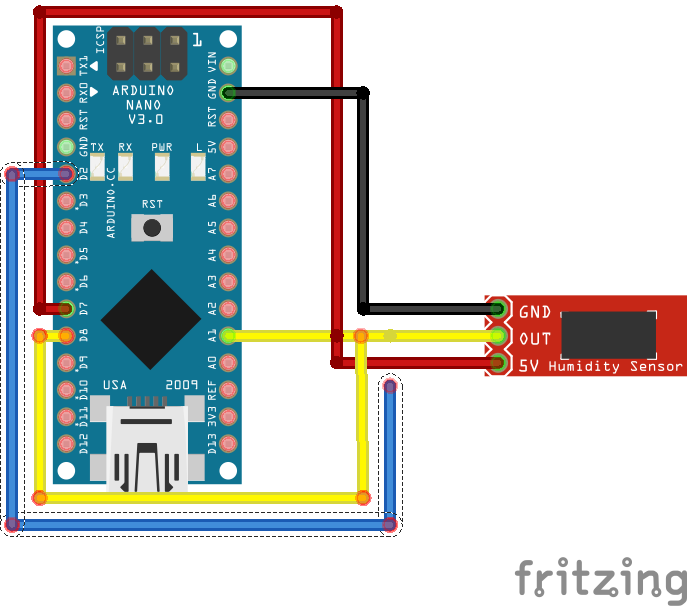 ICSP
1
TX1
RX0
RST
GND
D2
D3
D4
D5
D6
D7
D8
D9
D10
D11
D12
ARDUINO
NANO
V3.0
TX RX PWR L
ARDUINO.CC
RST
USA 2009
VIN
GND
RST
5V
A7
A6
A5
A4
A3
A2
A1
A0
REF
3V3
D13
GND
OUT
5V Humidity Sensor
fritzing